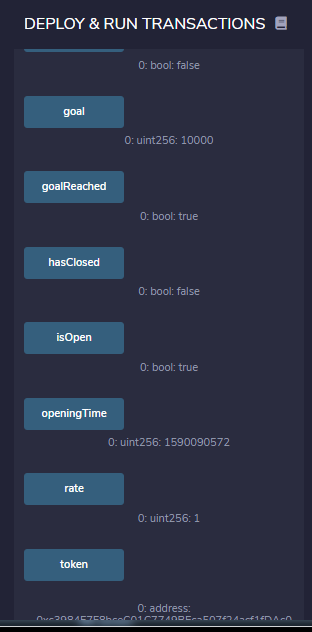 DEPLOY & RUN TRANSACTIONS
0: bool: false
goal
0: uint256: 10000
goalReached
0: bool: true
hasClosed
0: bool: false
isOpen
0: bool: true
openingTime
0: uint256: 1590090572
rate
0: uint256: 1
token
0: address: